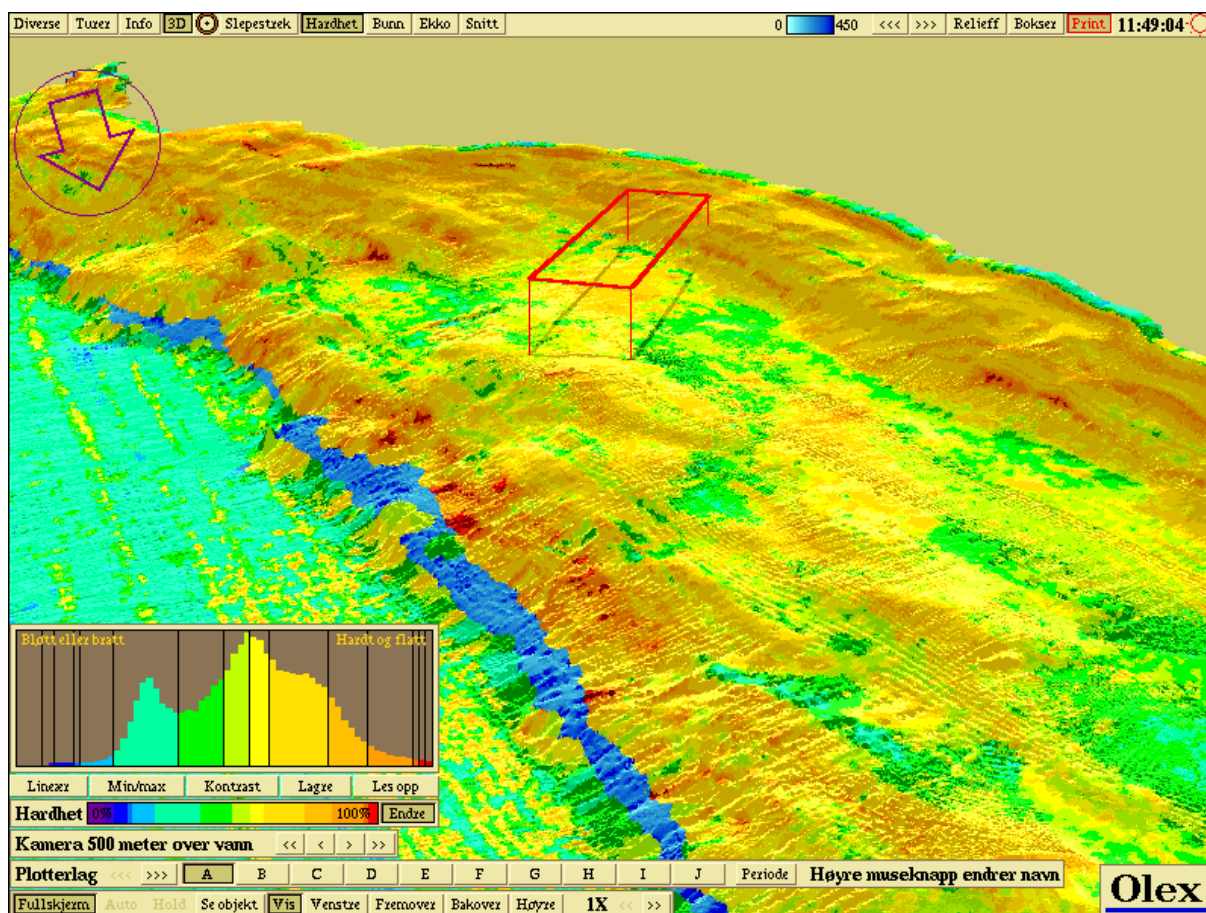 Diverse Turer Info 3D Slepestrek Hardhet Bunn Ekko Snitt 0 450 <<< >>> Relieff Bokser Print 11:49:04
Bløtt eller bratt Hardt og flatt
Lineær Min/max Kontrast Lagre Les opp
Hardhet 0% 100% Endre
Kamera 500 meter over vann << < > >>
Plotterlag <<< >>> A B C D E F G H I J Periode Høyre museknapp endrer navn
Fullskjerm Auto Hold Se objekt Vis Venstre Fremover Bakover Høyre 1X << >>
Olex